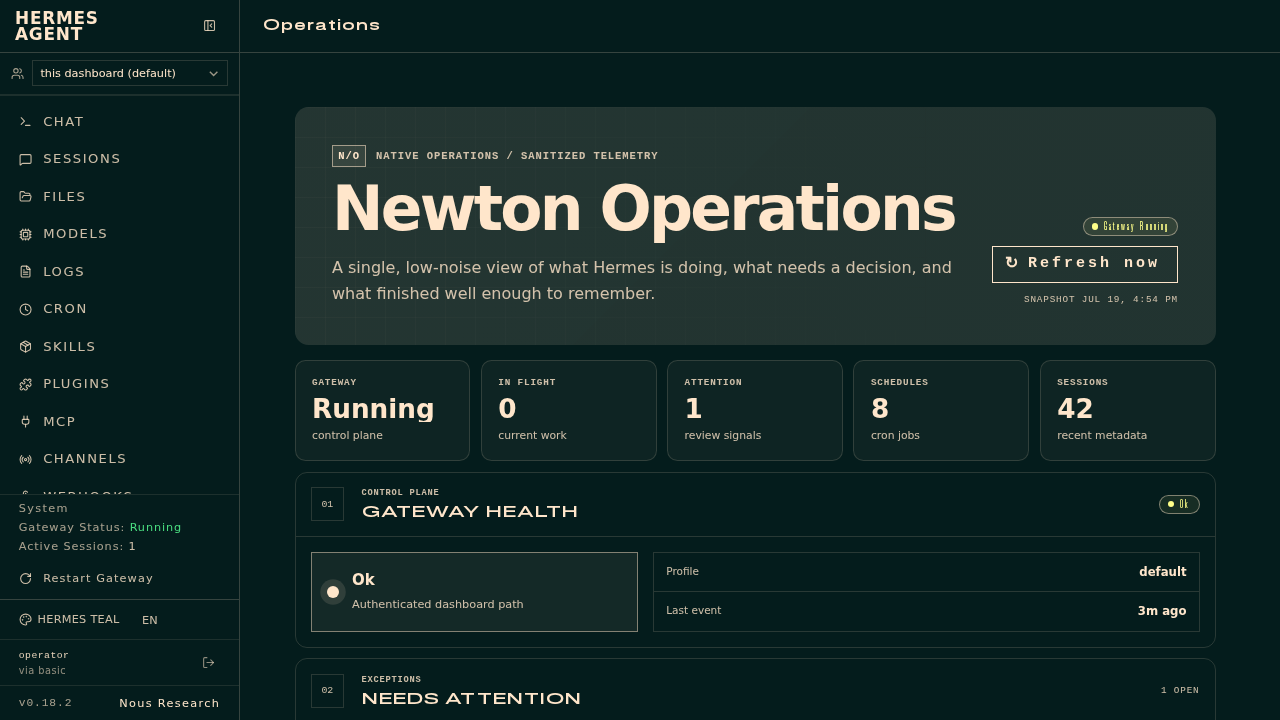 HERMES
AGENT
Operations
this dashboard (default)
CHAT
SESSIONS
FILES
MODELS
LOGS
CRON
SKILLS
PLUGINS
MCP
CHANNELS
WEBHOOKS
System
Gateway Status: Running
Active Sessions: 1
Restart Gateway
HERMES TEAL
EN
operator
via basic
v0.18.2
Nous Research
N/O
NATIVE OPERATIONS / SANITIZED TELEMETRY
Newton Operations
A single, low-noise view of what Hermes is doing, what needs a decision, and
what finished well enough to remember.
Gateway Running
↻ Refresh now
SNAPSHOT JUL 19, 4:54 PM
GATEWAY
Running
control plane
IN FLIGHT
0
current work
ATTENTION
1
review signals
SCHEDULES
8
cron jobs
SESSIONS
42
recent metadata
01
CONTROL PLANE
GATEWAY HEALTH
Ok
Ok
Authenticated dashboard path
Profile
default
Last event
3m ago
02
EXCEPTIONS
NEEDS ATTENTION
1 OPEN